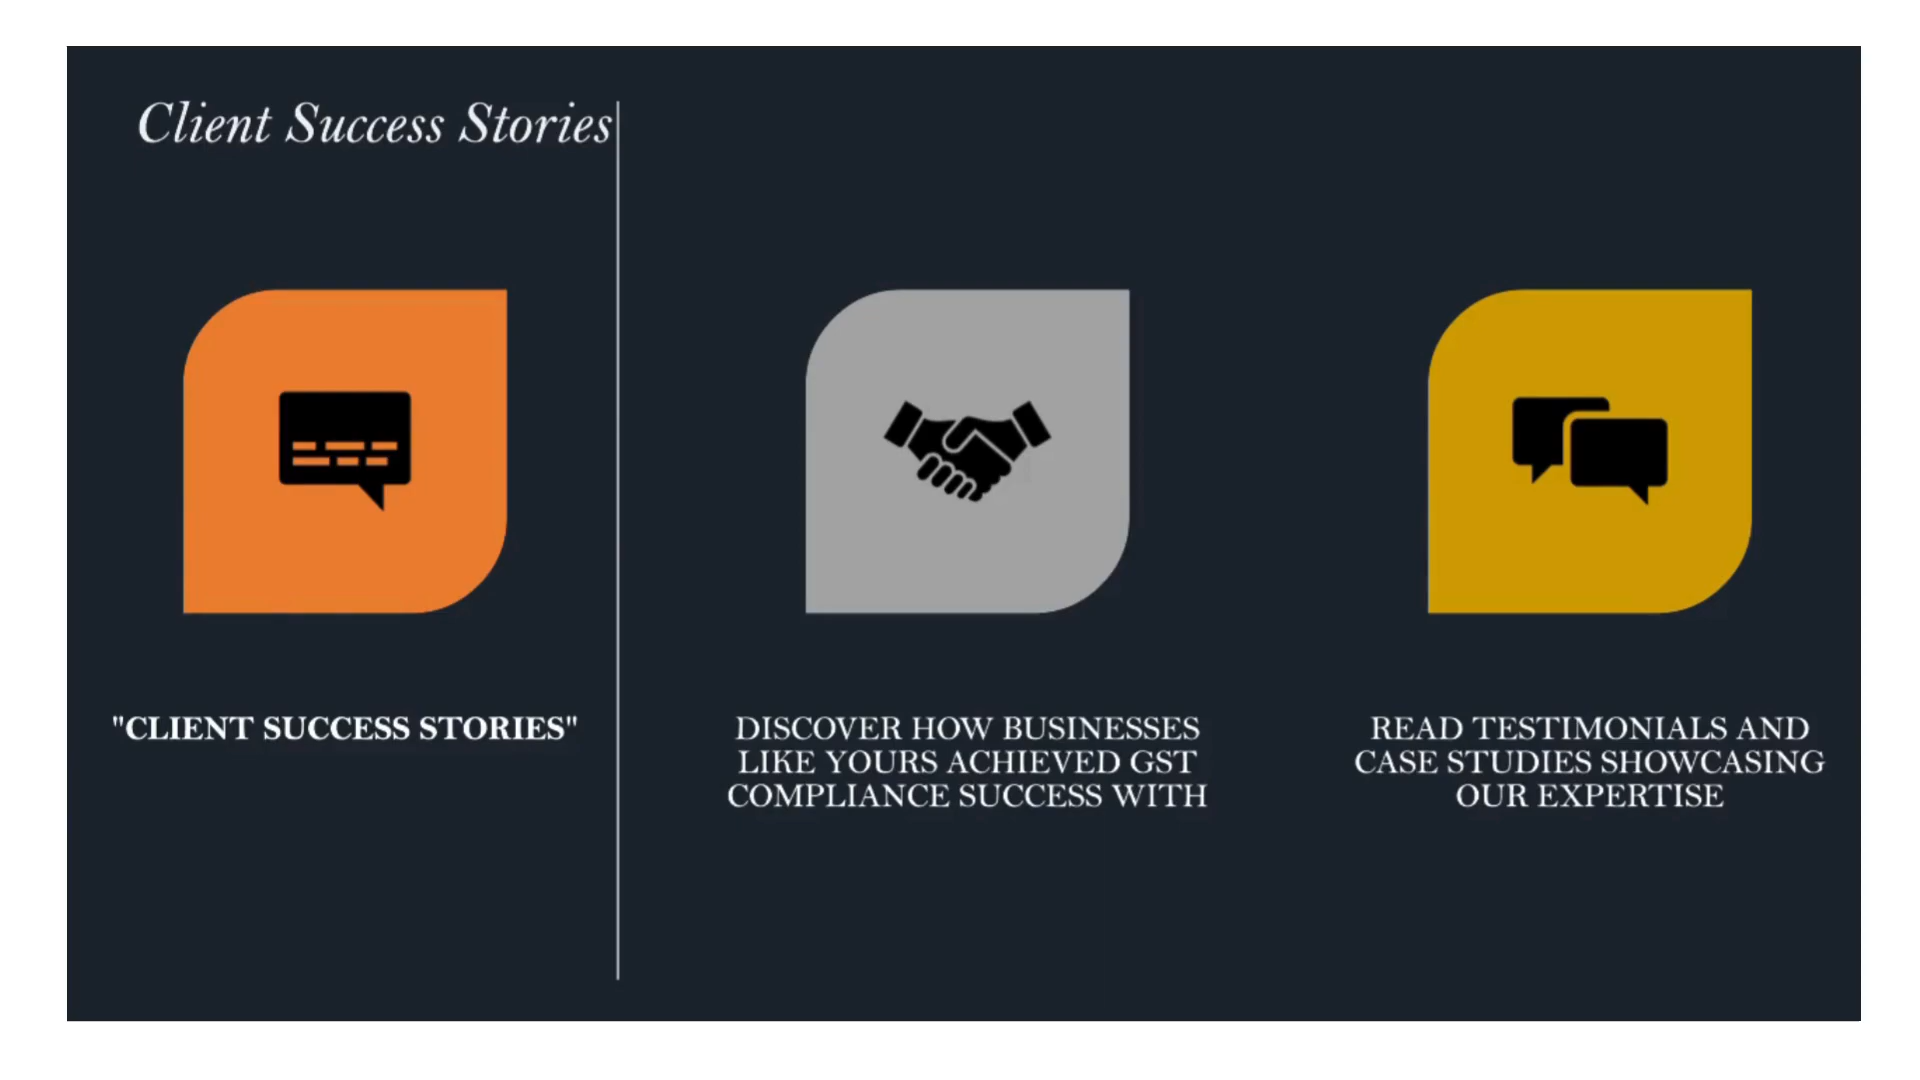 Client Success Stories
"CLIENT SUCCESS STORIES"
DISCOVER HOW BUSINESSES
LIKE YOURS ACHIEVED GST
COMPLIANCE SUCCESS WITH
READ TESTIMONIALS AND
CASE STUDIES SHOWCASING
OUR EXPERTISE